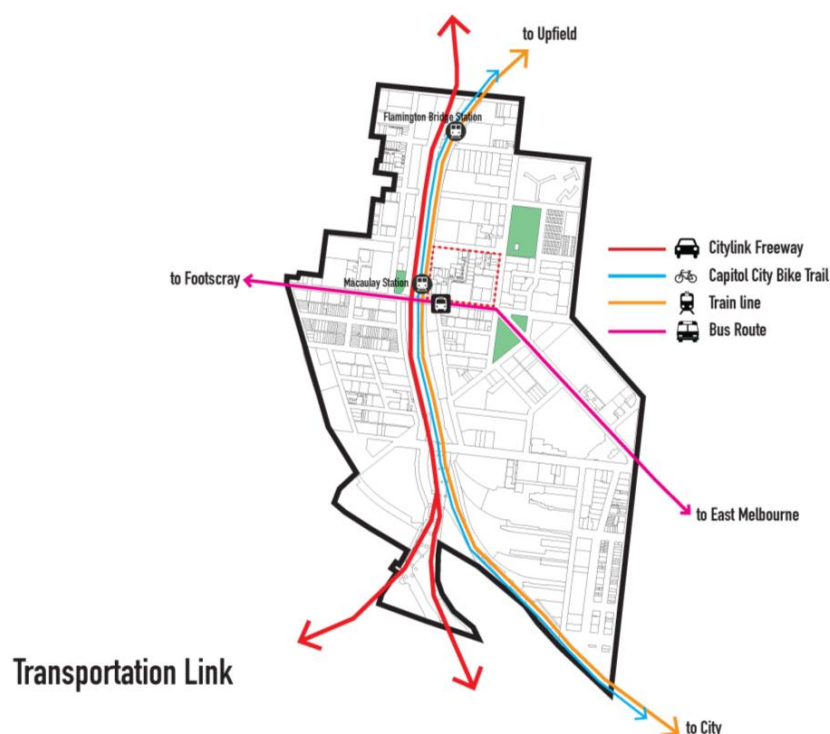 to Upfield
Flamington Bridge Station
to Footscray
Macaulay Station
Citylink Freeway
Capitol City Bike Trail
Train line
Bus Route
to East Melbourne
Transportation Link
to City